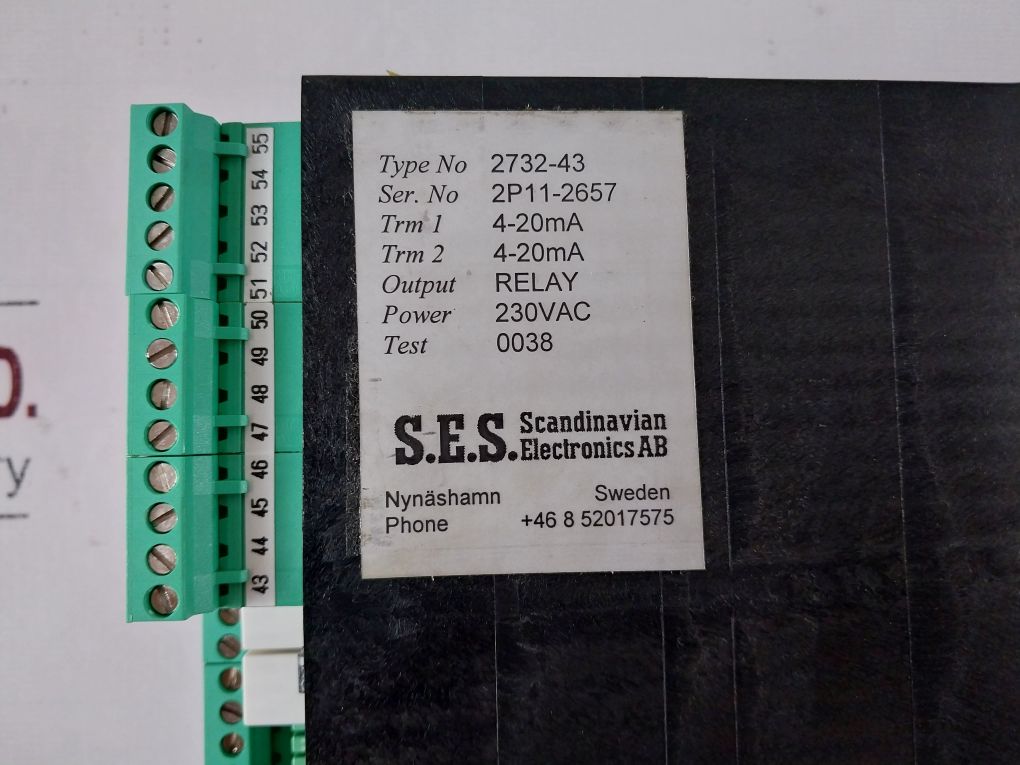 55
54
53
52
51
50
49
48
47
46
45
44
43
Type No 2732-43
Ser. No 2P11-2657
Trm 1 4-20mA
Trm 2 4-20mA
Output RELAY
Power 230VAC
Test 0038
S.E.S. Scandinavian
Electronics AB
Nynäshamn Sweden
Phone +46 8 52017575